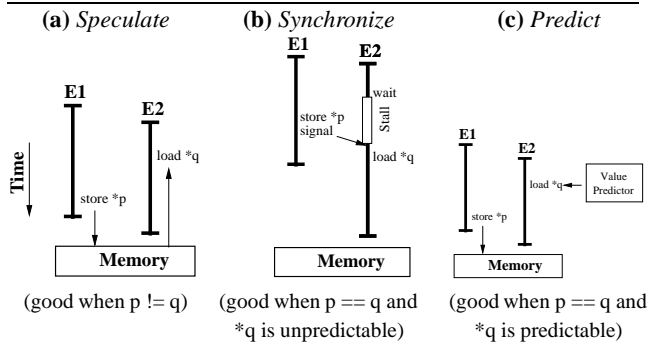 (a) Speculate
E1
E2
Time
load *q
store *p
Memory
(good when p != q)
(b) Synchronize
E1
E2
wait
Stall
store *p
signal
load *q
Memory
(good when p == q and
*q is unpredictable)
(c) Predict
E1
E2
load *q
Value
Predictor
store *p
Memory
(good when p == q and
*q is predictable)